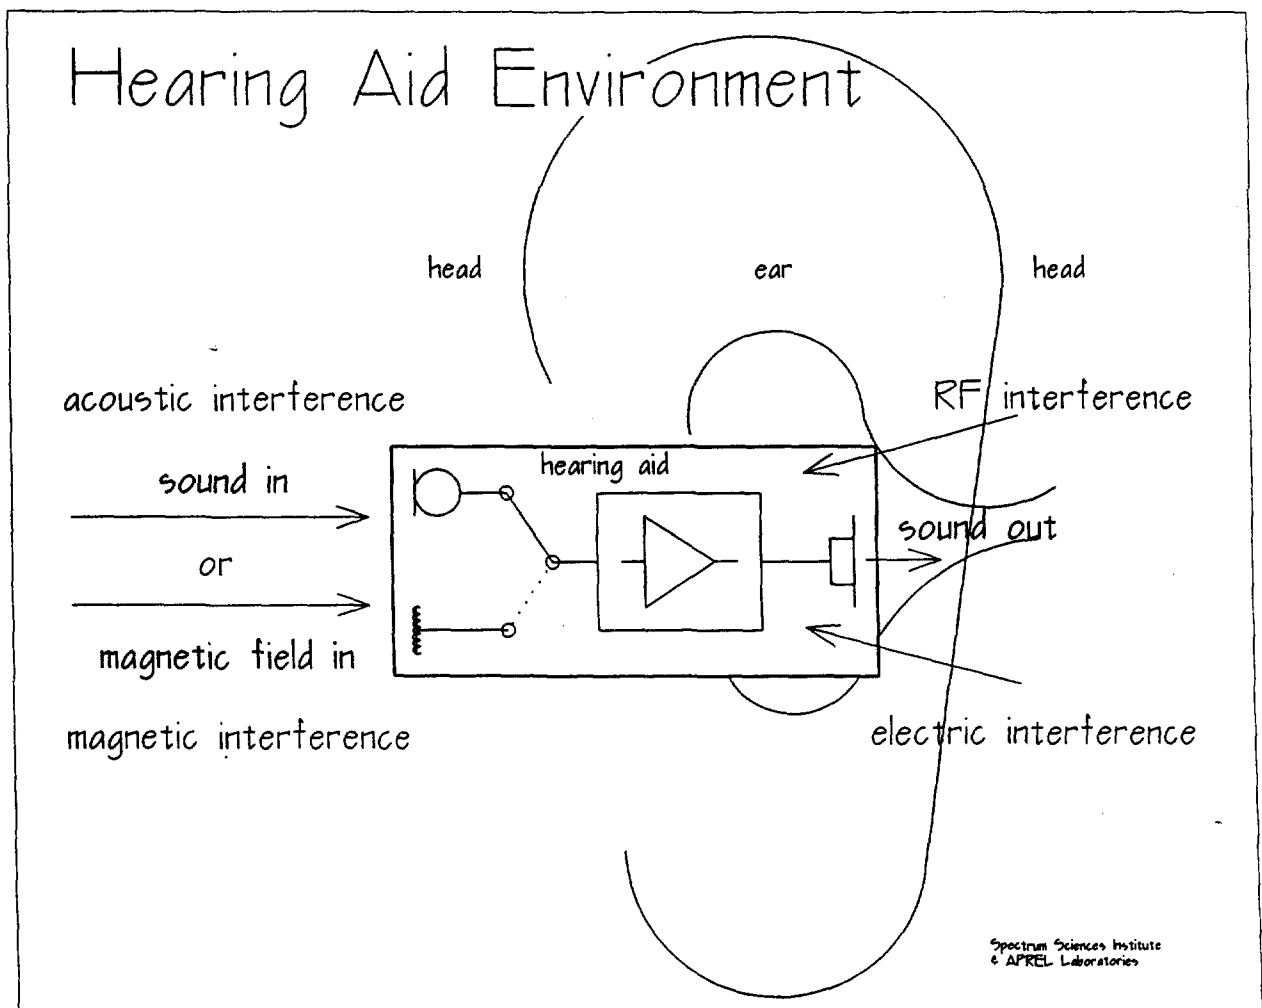 Hearing Aid Environment
head
ear
head
acoustic interference
RF interference
hearing aid
sound in
sound out
or
magnetic field in
magnetic interference
electric interference
Spectrum Sciences Institute
& APREL Laboratories